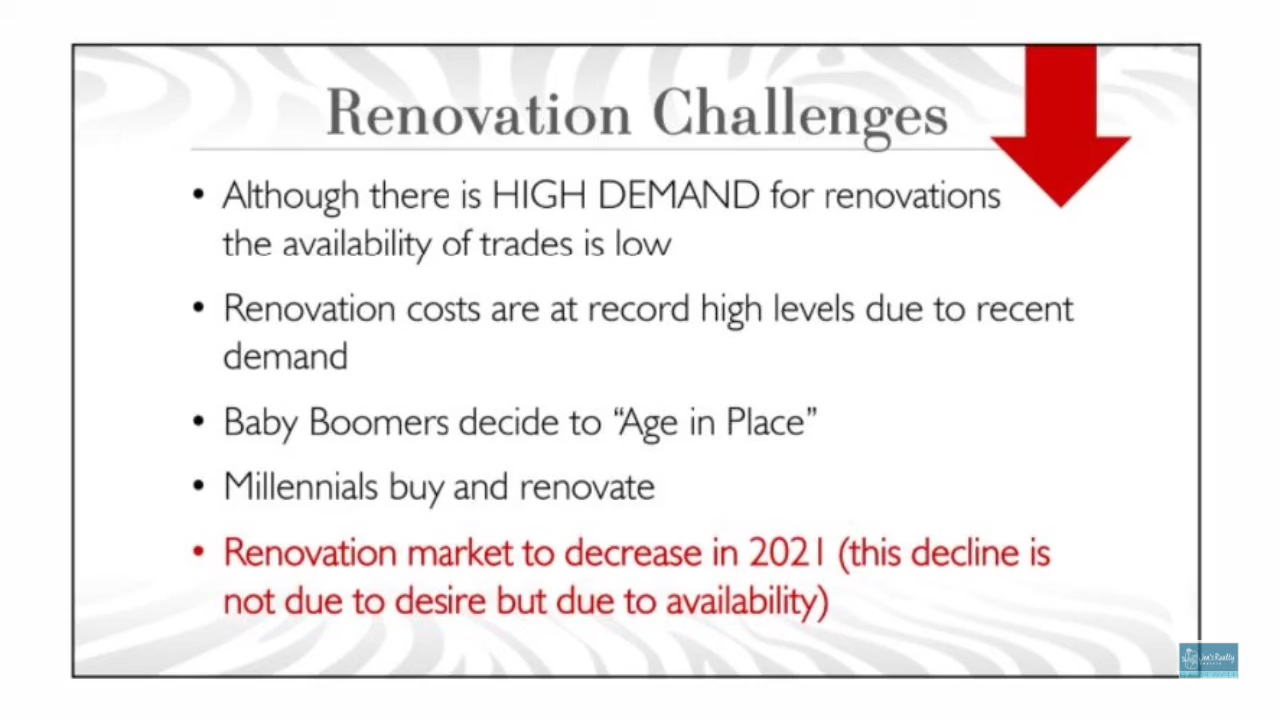 Renovation Challenges
• Although there is HIGH DEMAND for renovations
the availability of trades is low
• Renovation costs are at record high levels due to recent
demand
• Baby Boomers decide to “Age in Place”
• Millennials buy and renovate
• Renovation market to decrease in 2021 (this decline is
not due to desire but due to availability)